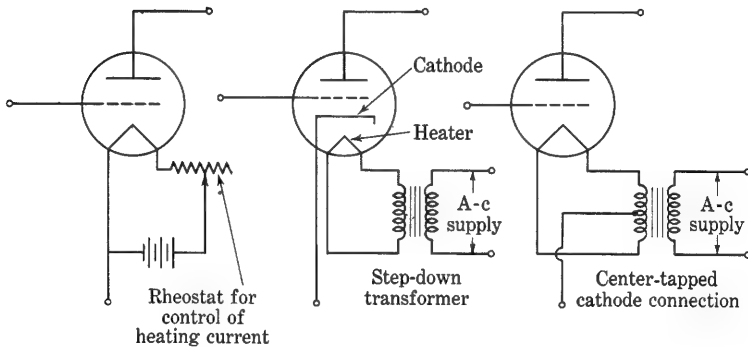 Cathode
Heater
A-c
supply
A-c
supply
Rheostat for
control of
heating current
Step-down
transformer
Center-tapped
cathode connection